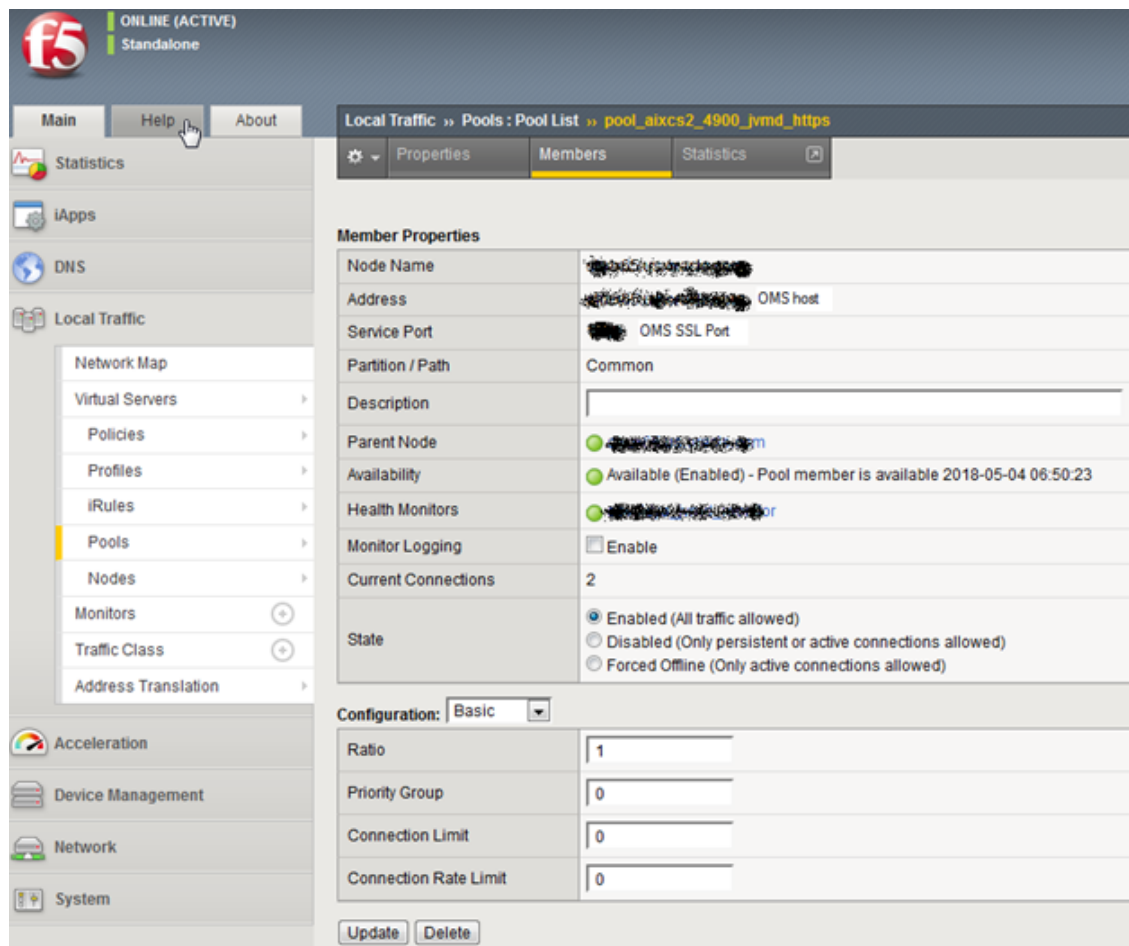 f5
ONLINE (ACTIVE)
Standalone
Main
Help
About
Statistics
iApps
DNS
Local Traffic
Network Map
Virtual Servers
Policies
Profiles
iRules
Pools
Nodes
Monitors
Traffic Class
Address Translation
Acceleration
Device Management
Network
System
Local Traffic » Pools : Pool List » pool_aixcs2_4900_jvmd_https
Properties
Members
Statistics
Member Properties
Node Name
Address OMS host
Service Port OMS SSL Port
Partition / Path Common
Description
Parent Node
Availability Available (Enabled) - Pool member is available 2018-05-04 06:50:23
Health Monitors
Monitor Logging Enable
Current Connections 2
State
Enabled (All traffic allowed)
Disabled (Only persistent or active connections allowed)
Forced Offline (Only active connections allowed)
Configuration: Basic
Ratio 1
Priority Group 0
Connection Limit 0
Connection Rate Limit 0
Update Delete